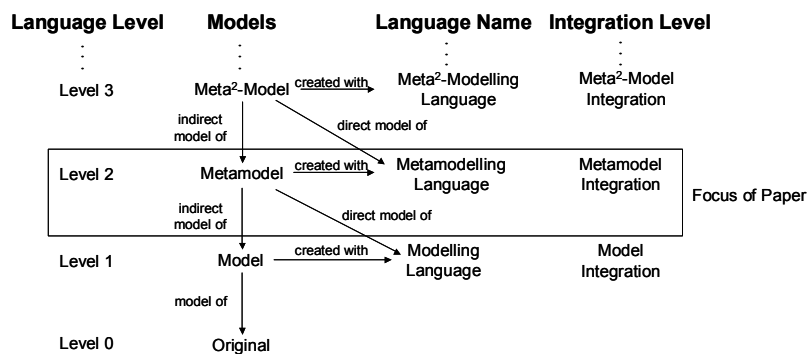 Language Level Models Language Name Integration Level
Level 3 Meta²-Model created with Meta²-Modelling Language Meta²-Model Integration
indirect model of direct model of
Level 2 Metamodel created with Metamodelling Language Metamodel Integration
Focus of Paper
indirect model of direct model of
Level 1 Model created with Modelling Language Model Integration
model of
Level 0 Original